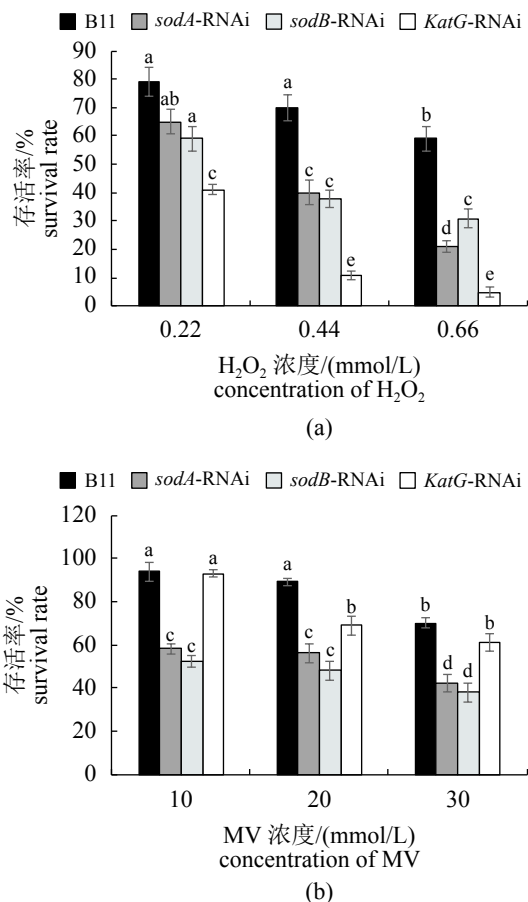 B11 sodA-RNAi sodB-RNAi KatG-RNAi
存活率/%
survival rate
90
80
70
60
50
40
30
20
10
0
a ab a c
a c c e
b d c e
0.22 0.44 0.66
H₂O₂ 浓度/(mmol/L)
concentration of H₂O₂
(a)
B11 sodA-RNAi sodB-RNAi KatG-RNAi
存活率/%
survival rate
120
100
80
60
40
20
0
a c c a
a c c b
b d d b
10 20 30
MV 浓度/(mmol/L)
concentration of MV
(b)